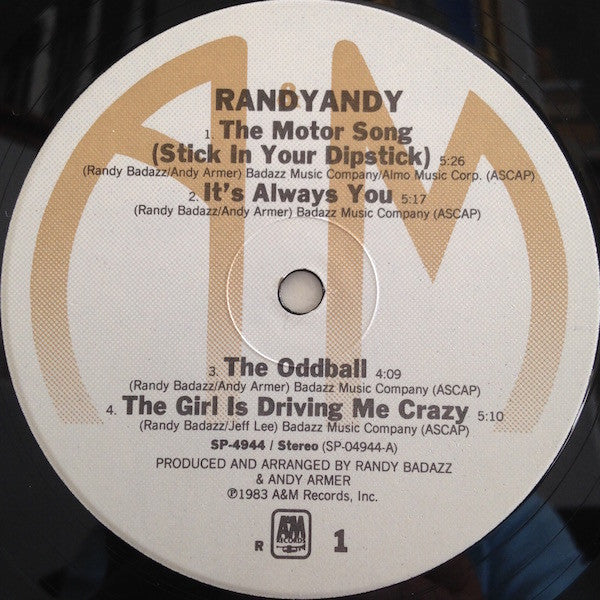 RANDYANDY
1. The Motor Song
(Stick In Your Dipstick) 5:26
(Randy Badazz/Andy Armer) Badazz Music Company/Almo Music Corp. (ASCAP)
2. It's Always You 5:17
(Randy Badazz/Andy Armer) Badazz Music Company (ASCAP)
3. The Oddball 4:09
(Randy Badazz/Andy Armer) Badazz Music Company (ASCAP)
4. The Girl Is Driving Me Crazy 5:10
(Randy Badazz/Jeff Lee) Badazz Music Company (ASCAP)
SP-4944 / Stereo (SP-04944-A)
PRODUCED AND ARRANGED BY RANDY BADAZZ
& ANDY ARMER
℗1983 A&M Records, Inc.
R A&M RECORDS 1